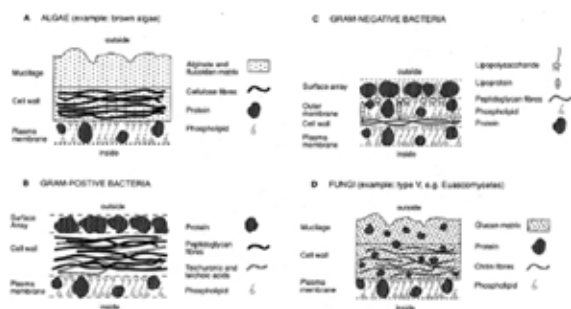 A ALGAE (example: brown algae)
outside
Mucilage
Cell wall
Plasma membrane
inside
Alginate and
matrix
Cellulose fibres
Protein
Phospholipid
B GRAM-POSTIVE BACTERIA
outside
Surface Array
Cell wall
Plasma membrane
inside
Protein
Peptidoglycan fibres
Teichuronic and teichoic acids
Phospholipid
C GRAM-NEGATIVE BACTERIA
outside
Surface array
Outer membrane
Cell wall
Plasma membrane
inside
Lipopolysaccharide
Lipoprotein
Peptidoglycan fibres
Phospholipid
Protein
D FUNGI (example: type V, e.g. Euascomycetes)
outside
Mucilage
Cell wall
Plasma membrane
inside
Glucan matrix
Protein
Chitin fibres
Phospholipid